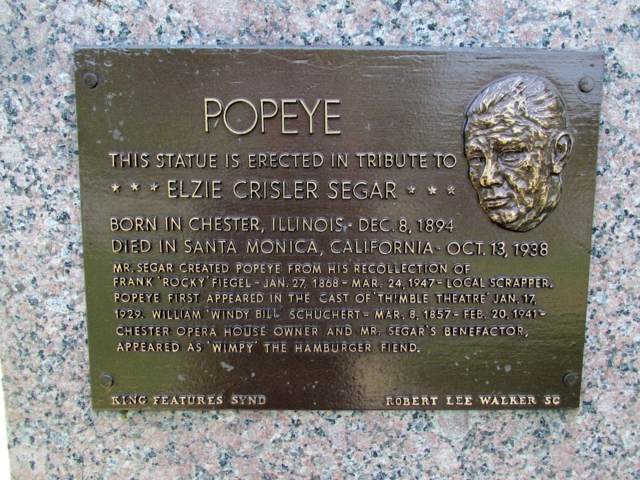 POPEYE
THIS STATUE IS ERECTED IN TRIBUTE TO
* * * ELZIE CRISLER SEGAR * * *
BORN IN CHESTER, ILLINOIS - DEC. 8, 1894
DIED IN SANTA MONICA, CALIFORNIA - OCT. 13, 1938
MR. SEGAR CREATED POPEYE FROM HIS RECOLLECTION OF
FRANK 'ROCKY' FIEGEL - JAN. 27, 1868 - MAR. 24, 1947 - LOCAL SCRAPPER.
POPEYE FIRST APPEARED IN THE CAST OF 'THIMBLE THEATRE' JAN. 17,
1929. WILLIAM 'WINDY BILL' SCHUCHERT - MAR. 8, 1857 - FEB. 20, 1941 -
CHESTER OPERA HOUSE OWNER AND MR. SEGAR'S BENEFACTOR,
APPEARED AS 'WIMPY' THE HAMBURGER FIEND.
KING FEATURES SYND ROBERT LEE WALKER SC